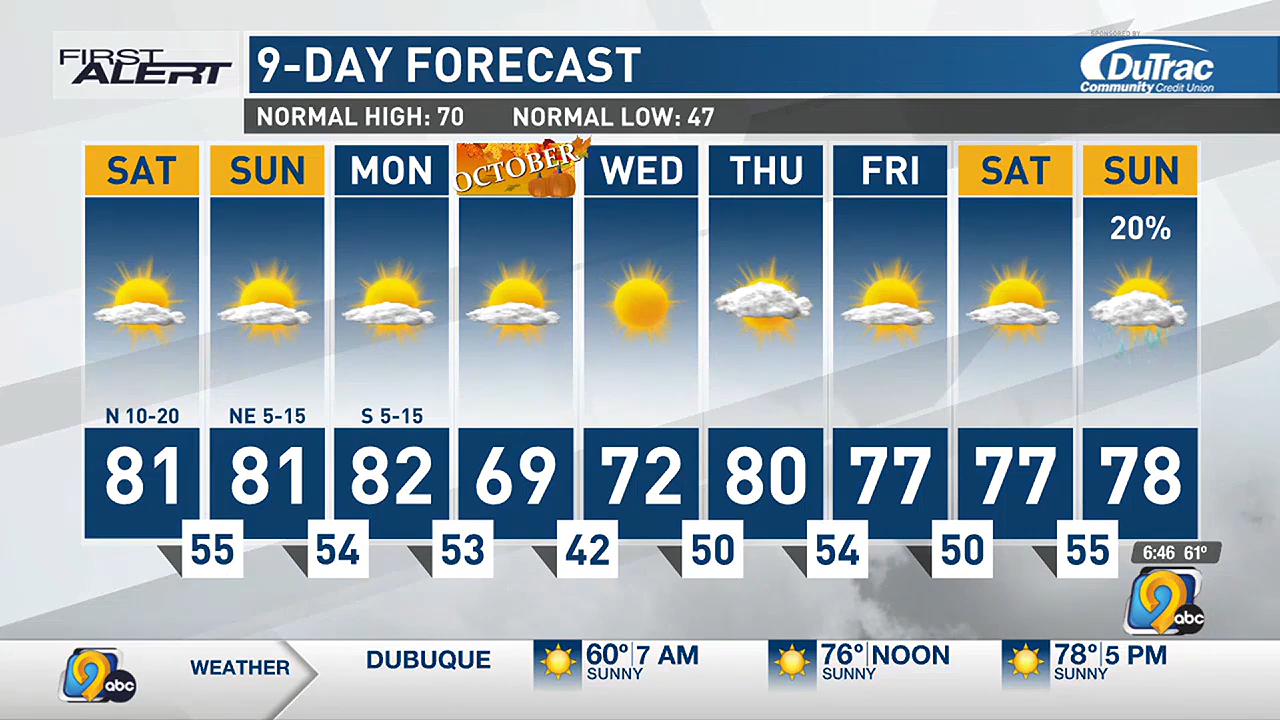 FIRST ALERT
9-DAY FORECAST
SPONSORED BY
DuTrac
Community Credit Union
NORMAL HIGH: 70 NORMAL LOW: 47
SAT SUN MON OCTOBER WED THU FRI SAT SUN
20%
N 10-20 NE 5-15 S 5-15
81 81 82 69 72 80 77 77 78
55 54 53 42 50 54 50 55
6:46 61°
9 abc
9 abc
WEATHER
DUBUQUE
60° 7 AM
SUNNY
76° NOON
SUNNY
78° 5 PM
SUNNY